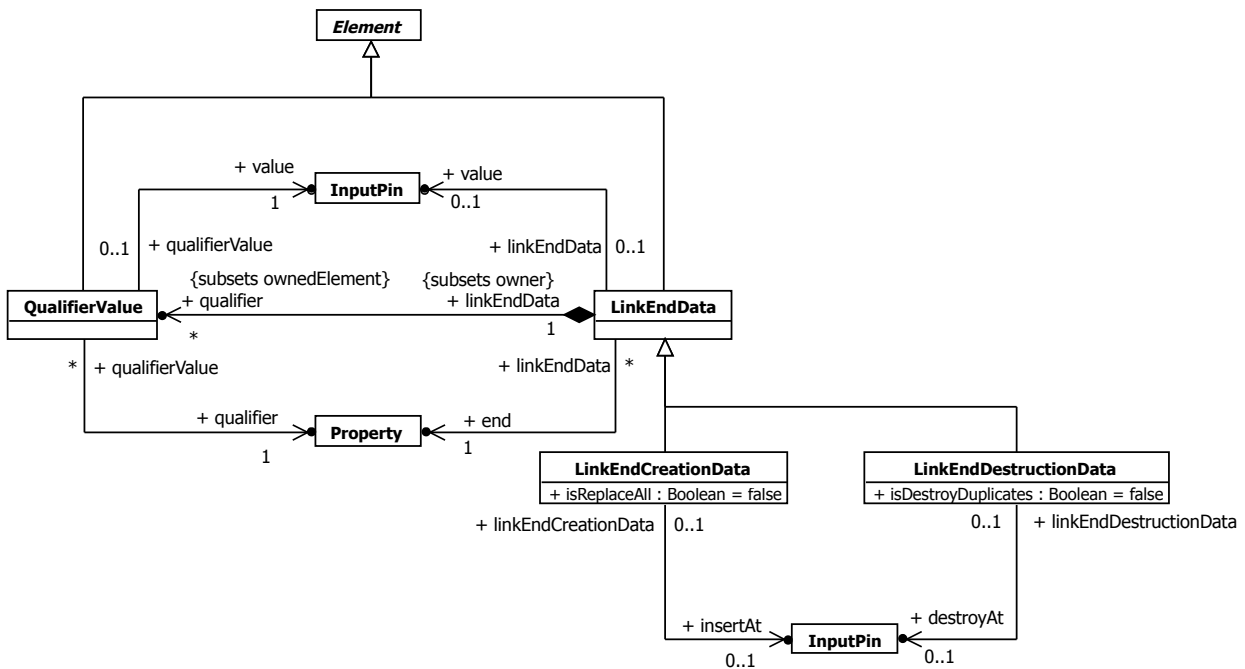 Element
+ value
+ value
InputPin
1
0..1
0..1
+ qualifierValue
+ linkEndData
0..1
{subsets ownedElement}
{subsets owner}
QualifierValue
+ qualifier
+ linkEndData
LinkEndData
*
1
*
+ qualifierValue
+ linkEndData
*
+ qualifier
+ end
Property
1
1
LinkEndCreationData
LinkEndDestructionData
+ isReplaceAll : Boolean = false
+ isDestroyDuplicates : Boolean = false
+ linkEndCreationData
0..1
0..1
+ linkEndDestructionData
+ insertAt
+ destroyAt
InputPin
0..1
0..1